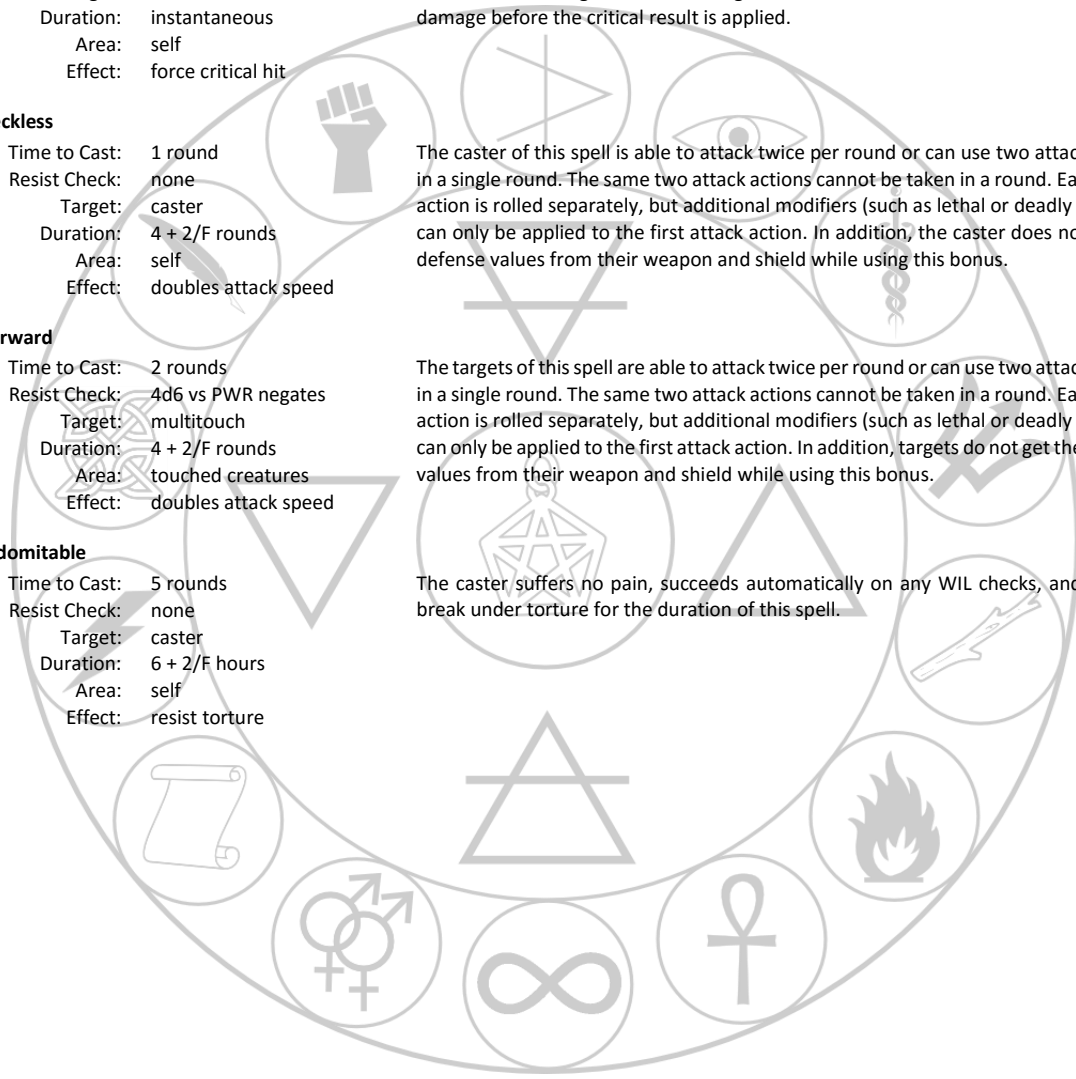 Duration: instantaneous
Area: self
Effect: force critical hit
damage before the critical result is applied.
ckless
Time to Cast: 1 round
Resist Check: none
Target: caster
Duration: 4 + 2/F rounds
Area: self
Effect: doubles attack speed
The caster of this spell is able to attack twice per round or can use two attac
in a single round. The same two attack actions cannot be taken in a round. Ea
action is rolled separately, but additional modifiers (such as lethal or deadly
can only be applied to the first attack action. In addition, the caster does no
defense values from their weapon and shield while using this bonus.
rward
Time to Cast: 2 rounds
Resist Check: 4d6 vs PWR negates
Target: multitouch
Duration: 4 + 2/F rounds
Area: touched creatures
Effect: doubles attack speed
The targets of this spell are able to attack twice per round or can use two attac
in a single round. The same two attack actions cannot be taken in a round. Ea
action is rolled separately, but additional modifiers (such as lethal or deadly
can only be applied to the first attack action. In addition, targets do not get the
values from their weapon and shield while using this bonus.
domitable
Time to Cast: 5 rounds
Resist Check: none
Target: caster
Duration: 6 + 2/F hours
Area: self
Effect: resist torture
The caster suffers no pain, succeeds automatically on any WIL checks, and
break under torture for the duration of this spell.